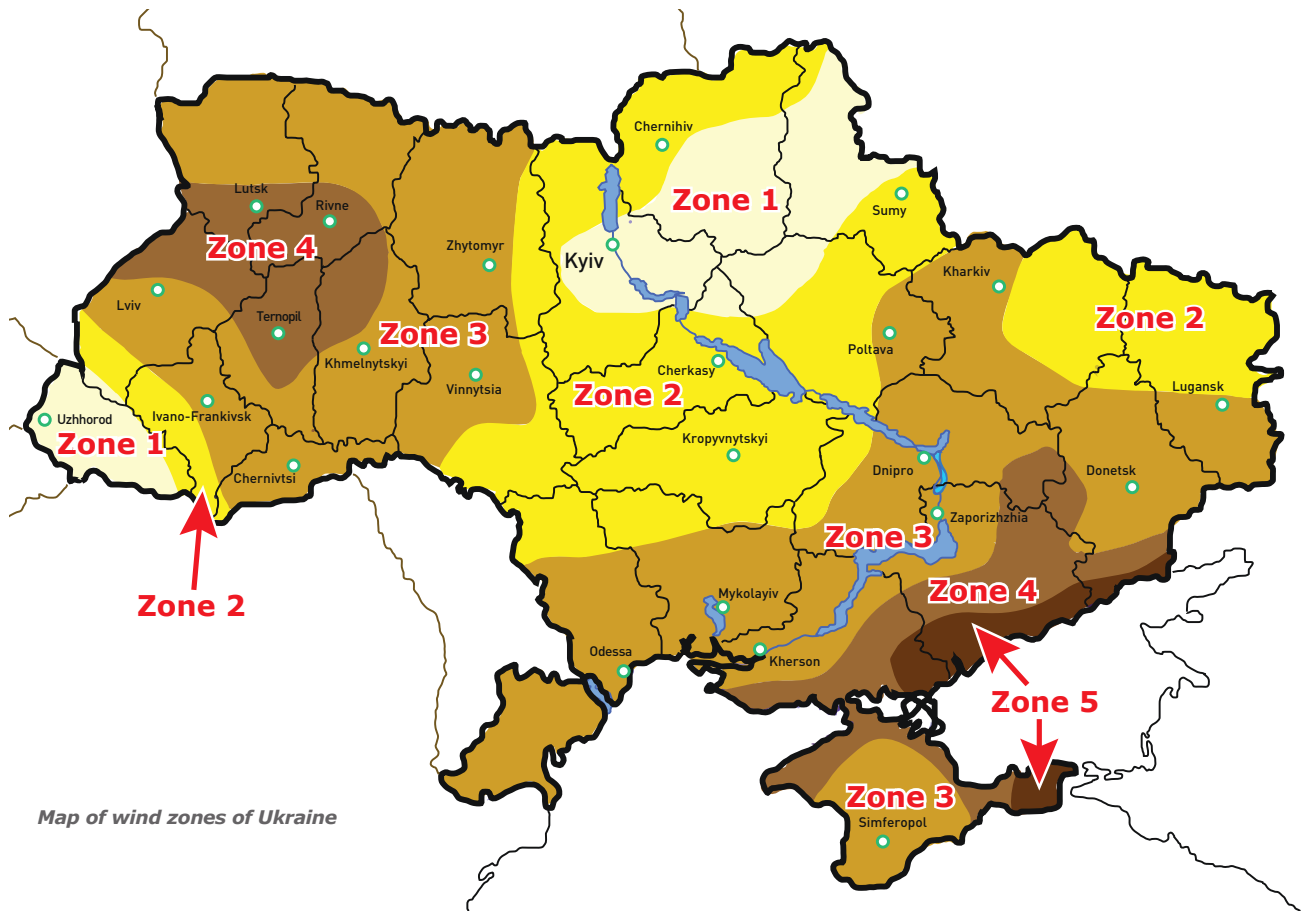 Chernihiv
Zone 1
Lutsk
Rivne
Sumy
Zone 4
Zhytomyr
Kyiv
Kharkiv
Lviv
Ternopil
Zone 3
Zone 2
Khmelnytskyi
Poltava
Cherkasy
Vinnytsia
Lugansk
Zone 2
Uzhhorod
Ivano-Frankivsk
Zone 1
Kropyvnytskyi
Chernivtsi
Dnipro
Donetsk
Zaporizhzhia
Zone 3
Zone 2
Mykolayiv
Zone 4
Odessa
Kherson
Zone 5
Zone 3
Map of wind zones of Ukraine
Simferopol